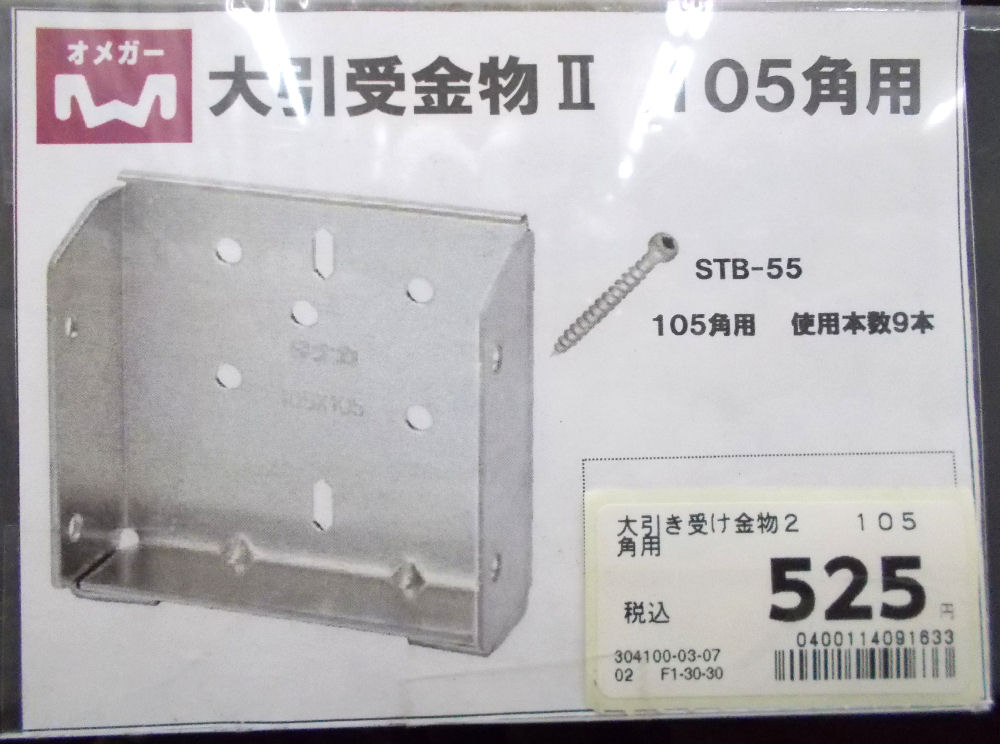 オメガー
大引受金物Ⅱ 105角用
STB-55
105角用 使用本数9本
105X105
大引き受け金物2 105
角用
税込 525円
0400114091633
304100-03-07
02 F1-30-30